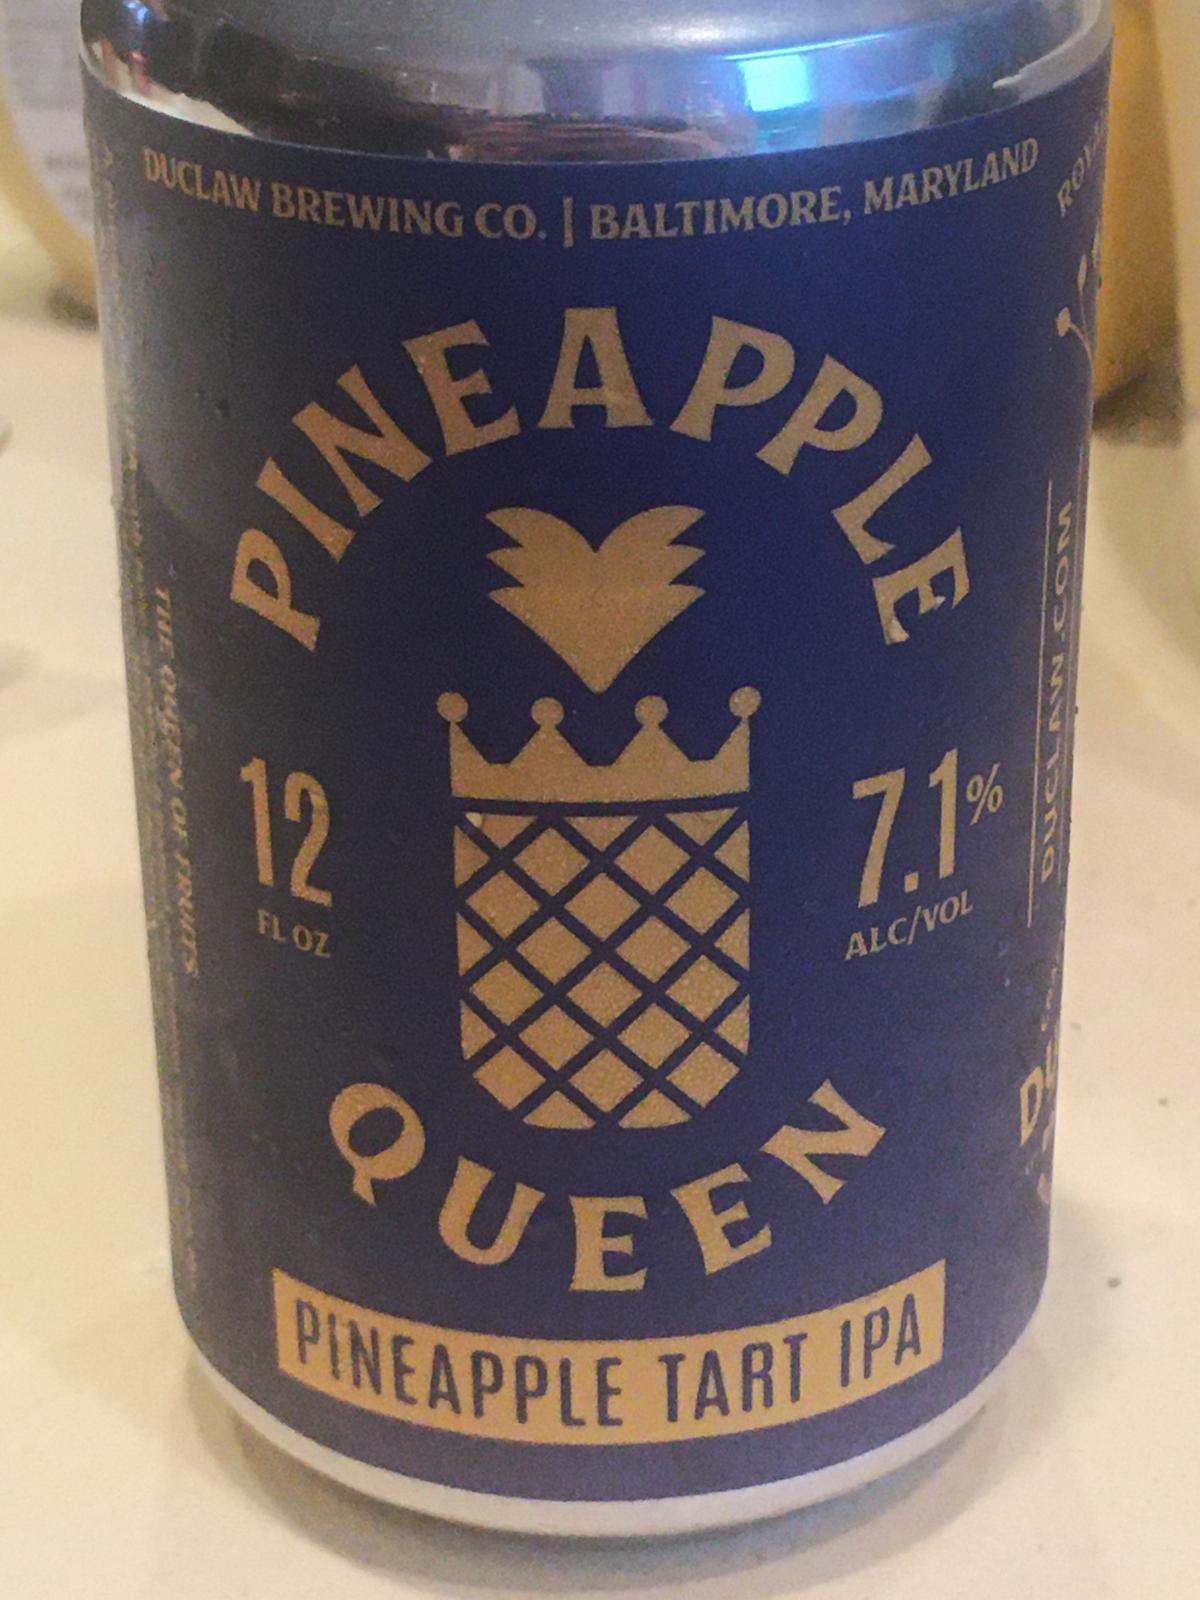 DUCLAW BREWING CO. | BALTIMORE, MARYLAND
PINEAPPLE
12
FL OZ
7.1%
ALC/VOL
QUEEN
PINEAPPLE TART IPA
THE QUEEN OF FRUITS
DUCLAW.COM